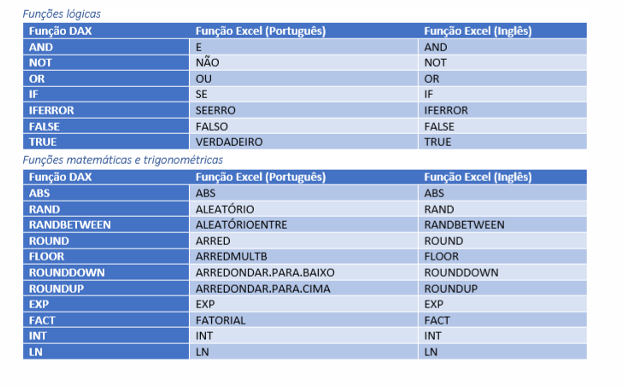 Funções lógicas
Função DAX Função Excel (Português) Função Excel (Inglês)
AND E AND
NOT NÃO NOT
OR OU OR
IF SE IF
IFERROR SEERRO IFERROR
FALSE FALSO FALSE
TRUE VERDADEIRO TRUE
Funções matemáticas e trigonométricas
Função DAX Função Excel (Português) Função Excel (Inglês)
ABS ABS ABS
RAND ALEATÓRIO RAND
RANDBETWEEN ALEATÓRIOENTRE RANDBETWEEN
ROUND ARRED ROUND
FLOOR ARREDMULTB FLOOR
ROUNDDOWN ARREDONDAR.PARA.BAIXO ROUNDDOWN
ROUNDUP ARREDONDAR.PARA.CIMA ROUNDUP
EXP EXP EXP
FACT FATORIAL FACT
INT INT INT
LN LN LN